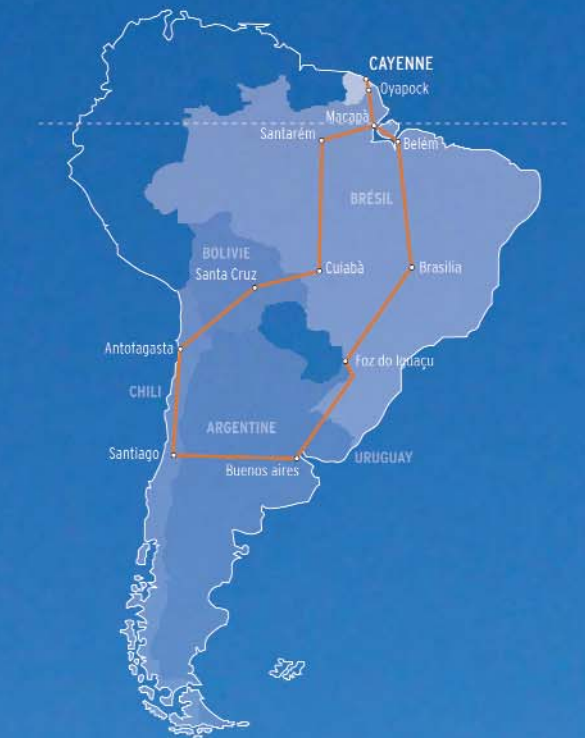 CAYENNE
Oyapock
Macapà
Santarém
Belém
BRÉSIL
BOLIVIE
Santa Cruz
Cuiabà
Brasilia
Antofagasta
Foz do Iguaçu
CHILI
ARGENTINE
Santiago
Buenos aires
URUGUAY